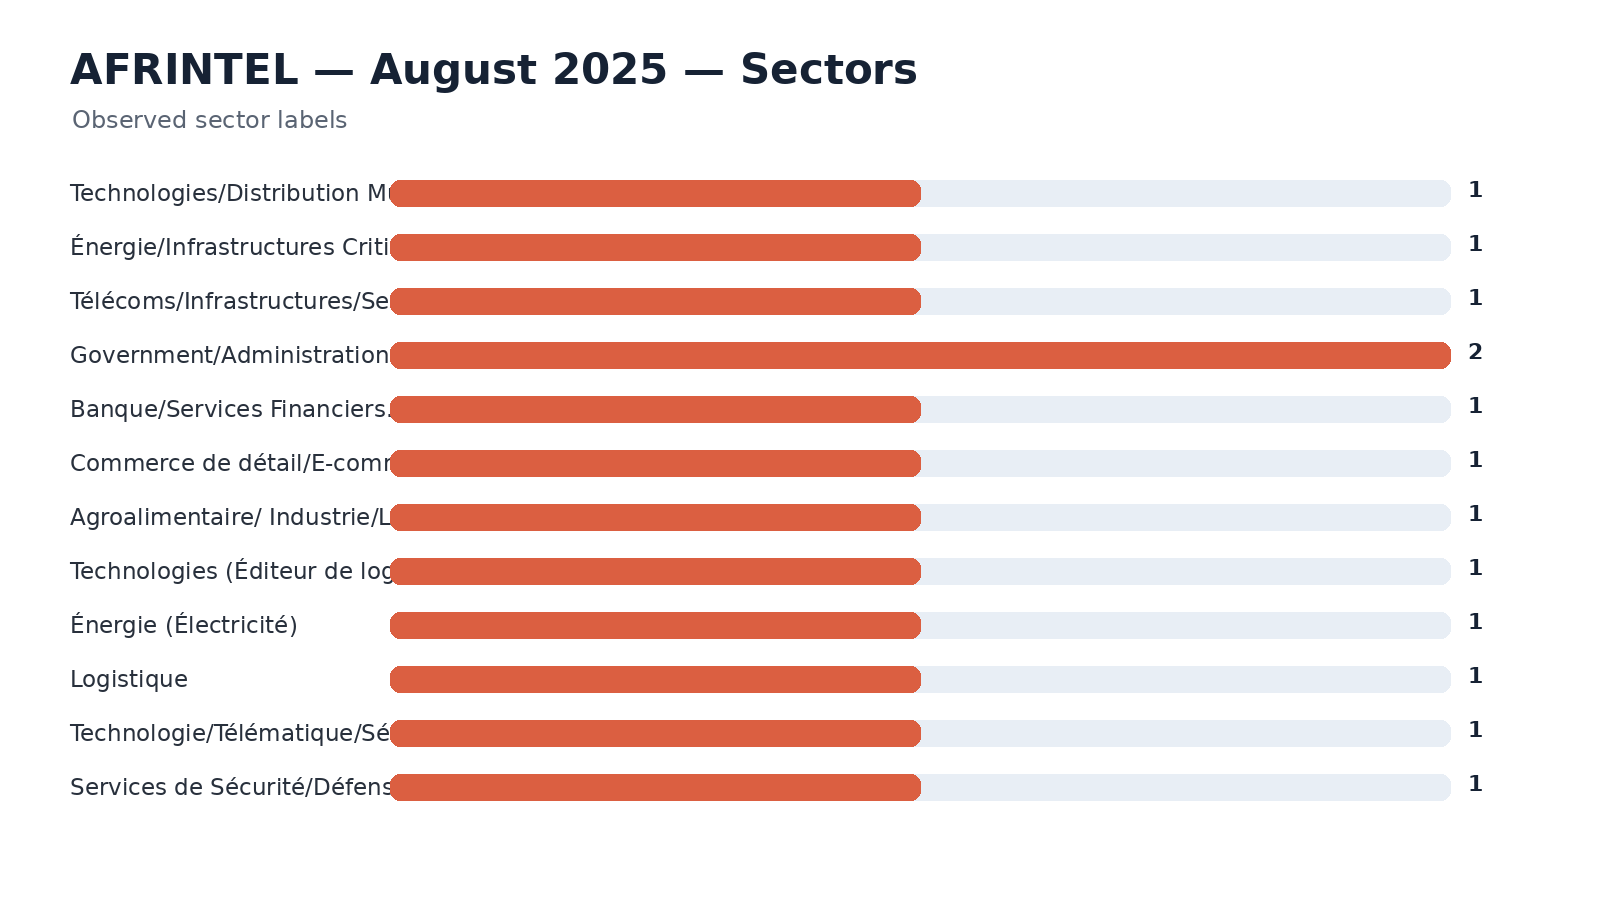 AFRINTEL — August 2025 — Sectors
Observed sector labels
Technologies/Distribution 1
Énergie/Infrastructures Criti 1
Télécoms/Infrastructures/Se 1
Government/Administration 2
Banque/Services Financiers. 1
Commerce de détail/E-com 1
Agroalimentaire/ Industrie/L 1
Technologies (Éditeur de log 1
Énergie (Électricité) 1
Logistique 1
Technologie/Télématique/Sé 1
Services de Sécurité/Défens 1